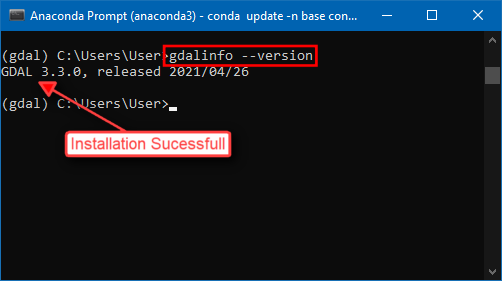 Anaconda Prompt (anaconda3) - conda update -n base con...
(gdal) C:\Users\User>gdalinfo --version
GDAL 3.3.0, released 2021/04/26
(gdal) C:\Users\User>
Installation Sucessfull